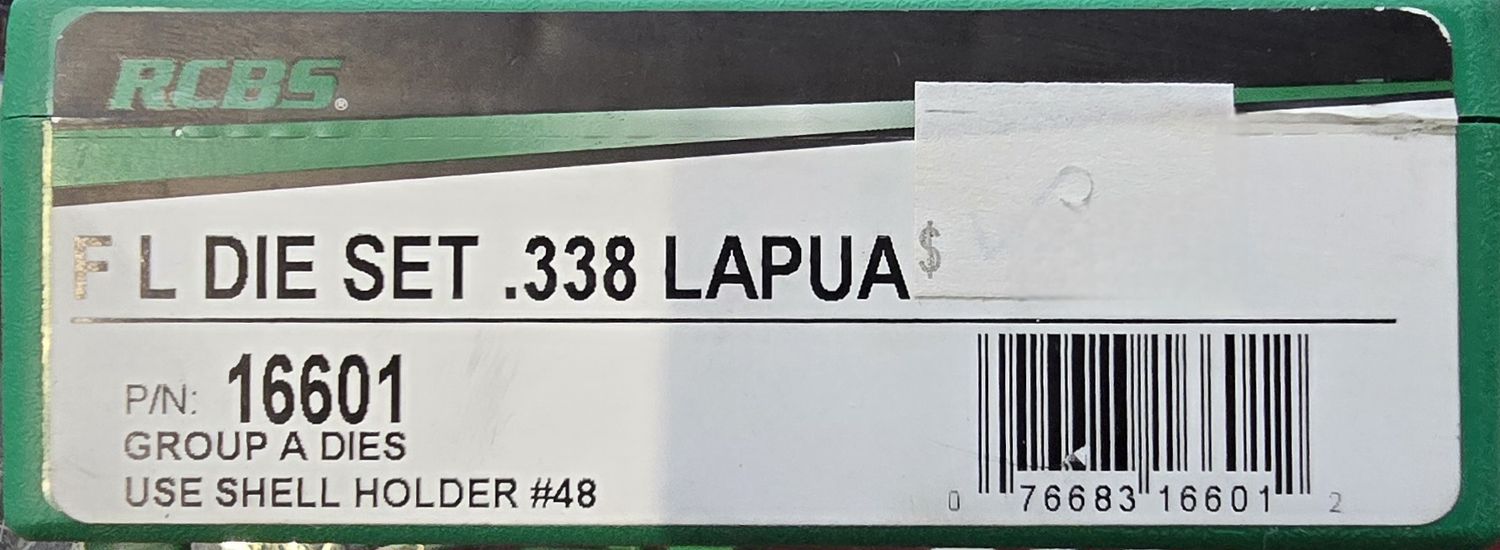 RCBS®
F L DIE SET .338 LAPUA $
P/N: 16601
GROUP A DIES
USE SHELL HOLDER #48
0 76683 16601 2